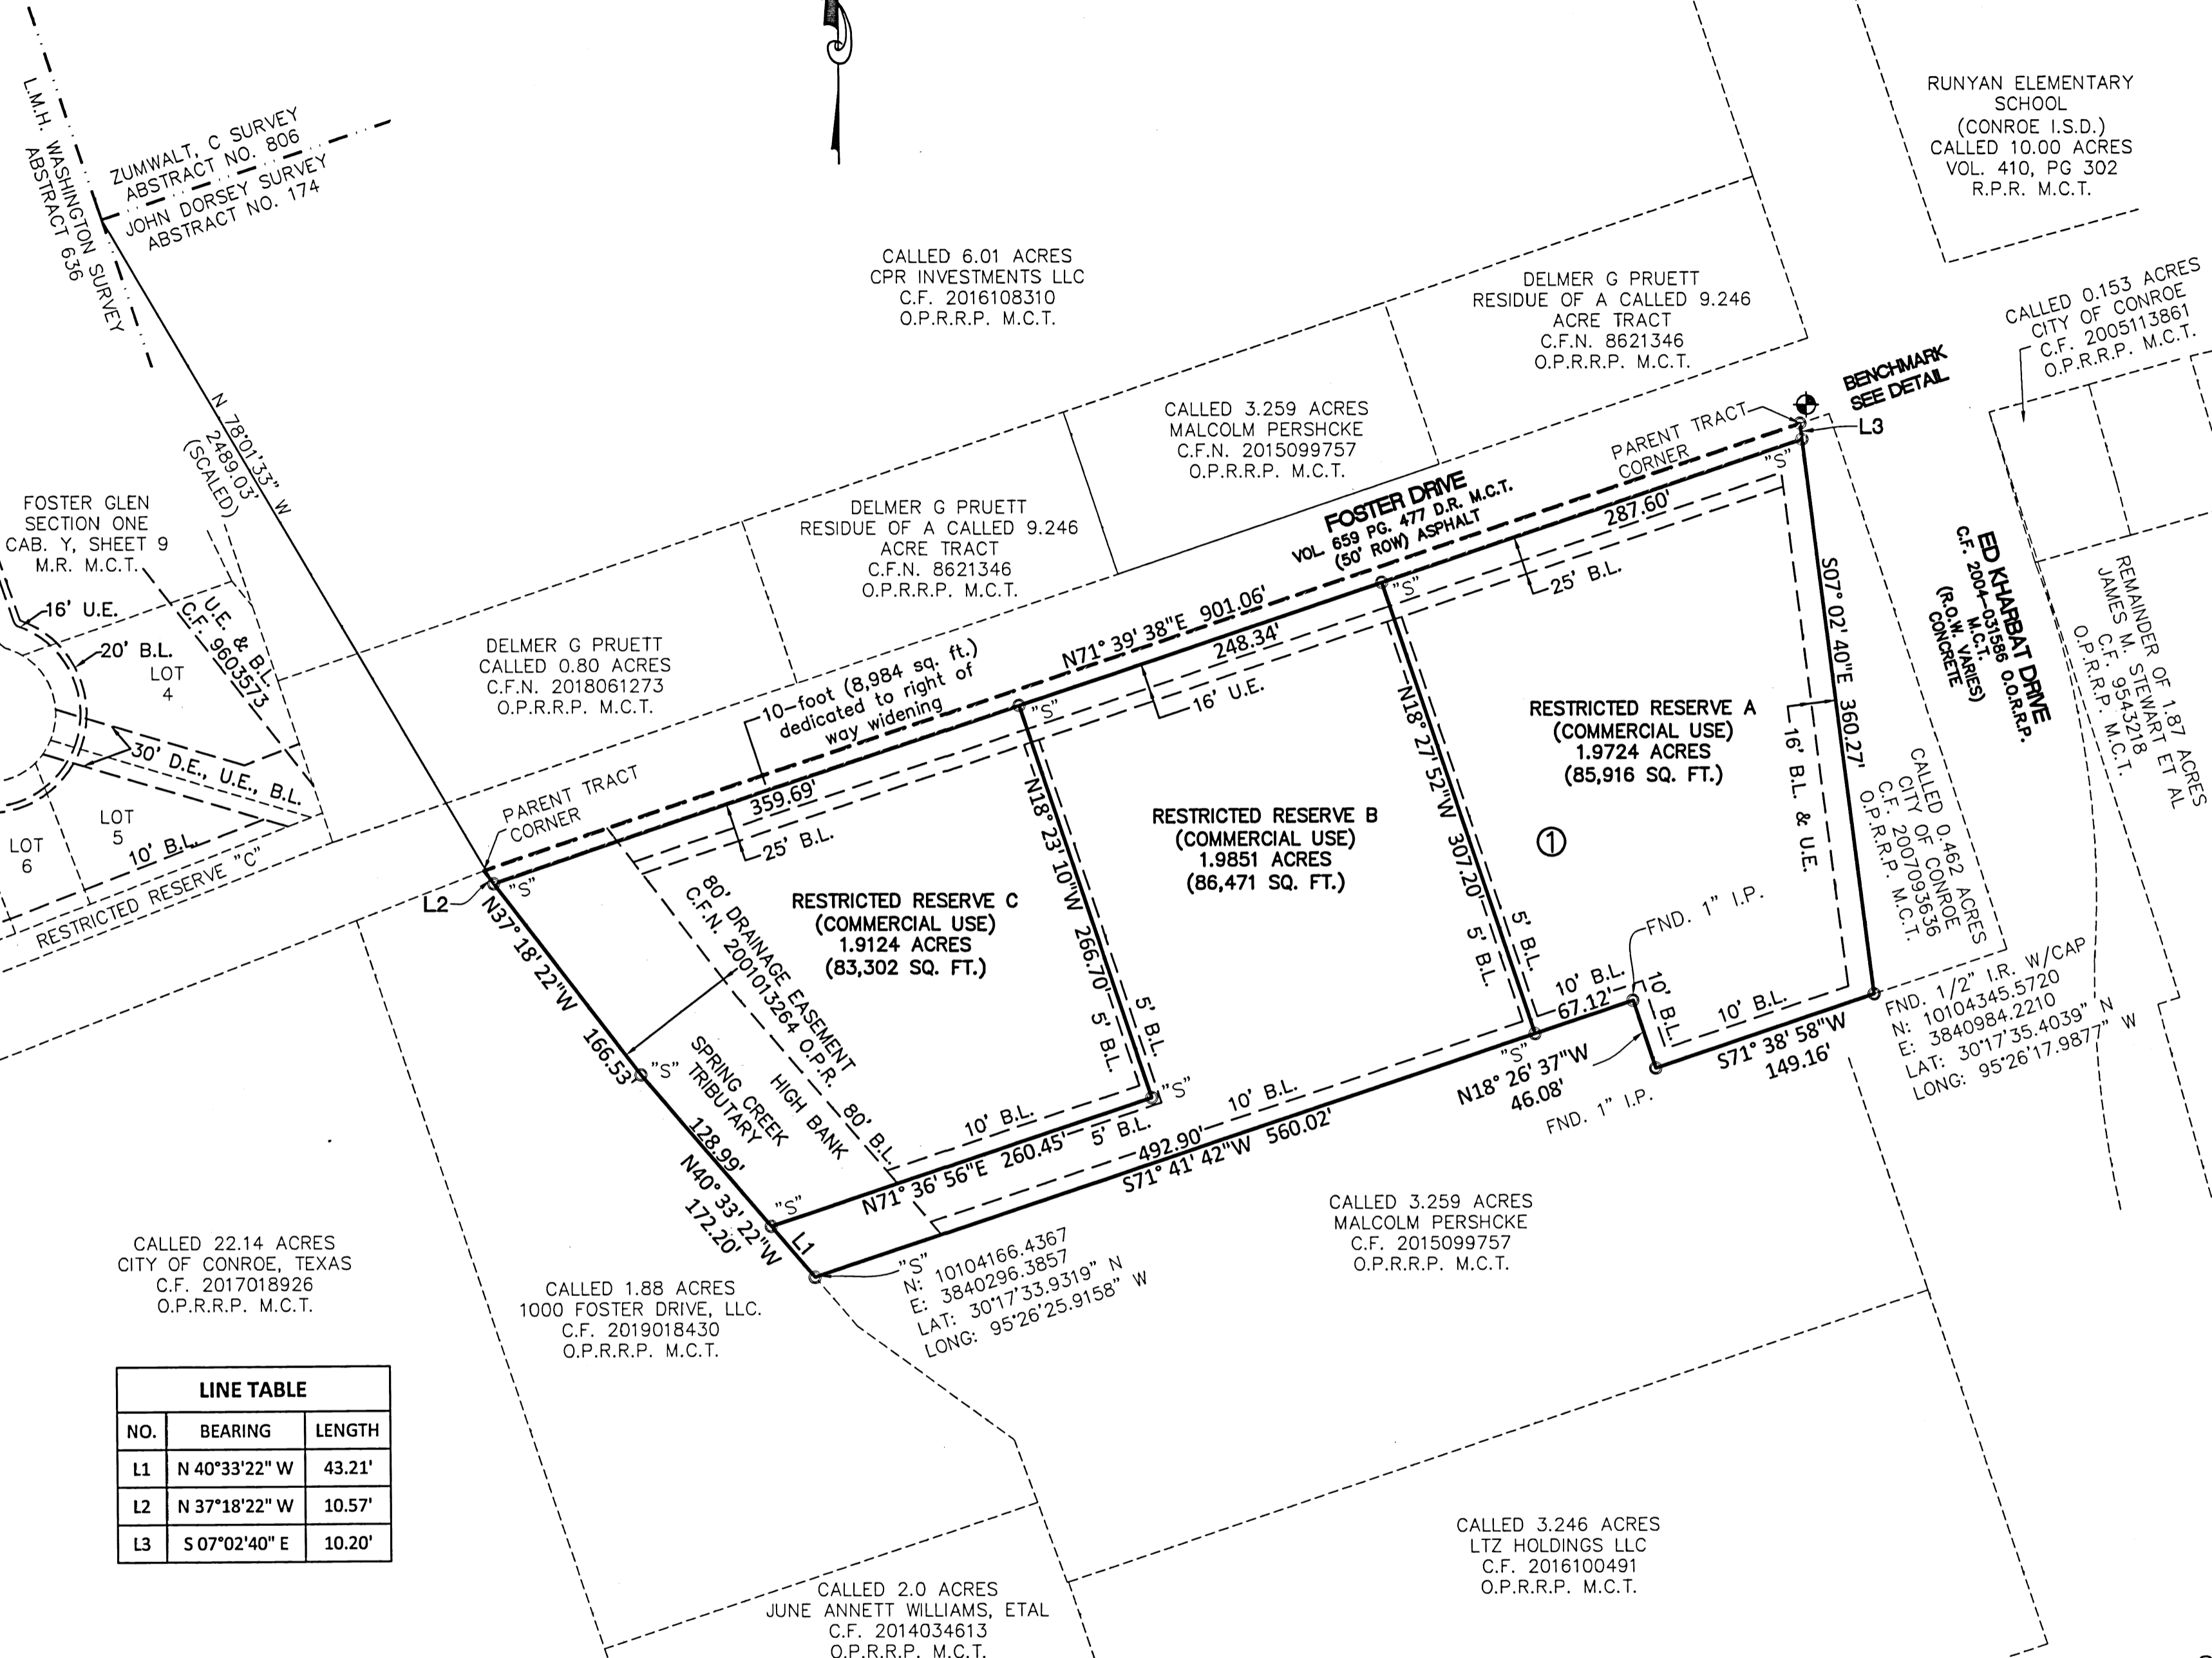 L.M.H. WASHINGTON SURVEY
ABSTRACT 636
ZUMWALT, C SURVEY
ABSTRACT NO. 806
JOHN DORSEY SURVEY
ABSTRACT NO. 174
N 78°01'33" W
2489.03'
(SCALED)
RUNYAN ELEMENTARY
SCHOOL
(CONROE I.S.D.)
CALLED 10.00 ACRES
VOL. 410, PG 302
R.P.R. M.C.T.
CALLED 6.01 ACRES
CPR INVESTMENTS LLC
C.F. 2016108310
O.P.R.R.P. M.C.T.
DELMER G PRUETT
RESIDUE OF A CALLED 9.246
ACRE TRACT
C.F.N. 8621346
O.P.R.R.P. M.C.T.
CALLED 0.153 ACRES
CITY OF CONROE
C.F. 2005113861
O.P.R.R.P. M.C.T.
BENCHMARK
SEE DETAIL
L3
PARENT TRACT
CORNER
"S"
CALLED 3.259 ACRES
MALCOLM PERSHCKE
C.F.N. 2015099757
O.P.R.R.P. M.C.T.
FOSTER DRIVE
VOL. 659 PG. 477 D.R. M.C.T.
(50' ROW) ASPHALT
287.60'
25' B.L.
DELMER G PRUETT
RESIDUE OF A CALLED 9.246
ACRE TRACT
C.F.N. 8621346
O.P.R.R.P. M.C.T.
FOSTER GLEN
SECTION ONE
CAB. Y, SHEET 9
M.R. M.C.T.
16' U.E.
U.E. & B.L.
C.F. 9603573
20' B.L.
LOT
4
30' D.E., U.E., B.L.
LOT
5
LOT
6
10' B.L.
RESTRICTED RESERVE "C"
DELMER G PRUETT
CALLED 0.80 ACRES
C.F.N. 2018061273
O.P.R.R.P. M.C.T.
N71° 39' 38"E 901.06'
248.34'
"S"
16' U.E.
"S"
10-foot (8,984 sq. ft.)
dedicated to right of
way widening
359.69'
25' B.L.
PARENT TRACT
CORNER
L2
"S"
ED KHARBAT DRIVE
C.F. 2004-031586 O.O.R.R.P.
M.C.T.
(R.O.W. VARIES)
CONCRETE
REMAINDER OF 1.87 ACRES
JAMES M. STEWART ET AL
C.F. 9543218
O.P.R.R.P. M.C.T.
S07° 02' 40"E 360.27'
16' B.L. & U.E.
CALLED 0.462 ACRES
CITY OF CONROE
C.F. 2007093636
O.P.R.R.P. M.C.T.
RESTRICTED RESERVE A
(COMMERCIAL USE)
1.9724 ACRES
(85,916 SQ. FT.)
1
N18° 27' 52"W 307.20'
5' B.L.
5' B.L.
RESTRICTED RESERVE B
(COMMERCIAL USE)
1.9851 ACRES
(86,471 SQ. FT.)
N18° 23' 10"W 266.70'
5' B.L.
5' B.L.
RESTRICTED RESERVE C
(COMMERCIAL USE)
1.9124 ACRES
(83,302 SQ. FT.)
80' DRAINAGE EASEMENT
C.F.N. 2001013264 O.P.R.
N37° 18' 22"W 166.53'
"S"
SPRING CREEK
TRIBUTARY
HIGH BANK
80' B.L.
128.99'
N40° 33' 22"W
172.20'
"S"
L1
FND. 1" I.P.
10' B.L.
67.12'
10' B.L.
10' B.L.
FND. 1/2" I.R. W/CAP
N: 10104345.5720
E: 3840984.2210
LAT: 30°17'35.4039" N
LONG: 95°26'17.9877" W
S71° 38' 58"W
149.16'
"S"
N18° 26' 37"W
46.08'
FND. 1" I.P.
10' B.L.
"S"
10' B.L.
5' B.L.
N71° 36' 56"E 260.45'
492.90'
S71° 41' 42"W 560.02'
"S"
N: 10104166.4367
E: 3840296.3857
LAT: 30°17'33.9319" N
LONG: 95°26'25.9158" W
CALLED 3.259 ACRES
MALCOLM PERSHCKE
C.F. 2015099757
O.P.R.R.P. M.C.T.
CALLED 22.14 ACRES
CITY OF CONROE, TEXAS
C.F. 2017018926
O.P.R.R.P. M.C.T.
CALLED 1.88 ACRES
1000 FOSTER DRIVE, LLC.
C.F. 2019018430
O.P.R.R.P. M.C.T.
LINE TABLE
NO. BEARING LENGTH
L1 N 40°33'22" W 43.21'
L2 N 37°18'22" W 10.57'
L3 S 07°02'40" E 10.20'
CALLED 3.246 ACRES
LTZ HOLDINGS LLC
C.F. 2016100491
O.P.R.R.P. M.C.T.
CALLED 2.0 ACRES
JUNE ANNETT WILLIAMS, ETAL
C.F. 2014034613
O.P.R.R.P. M.C.T.